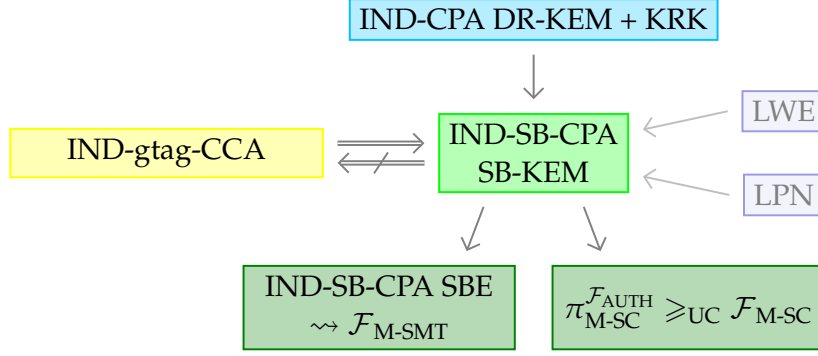 IND-CPA DR-KEM + KRK
LWE
IND-gtag-CCA
IND-SB-CPA
SB-KEM
LPN
IND-SB-CPA SBE
⇝ ℱ_M-SMT
π_M-SC^ℱ_AUTH ⩾_UC ℱ_M-SC